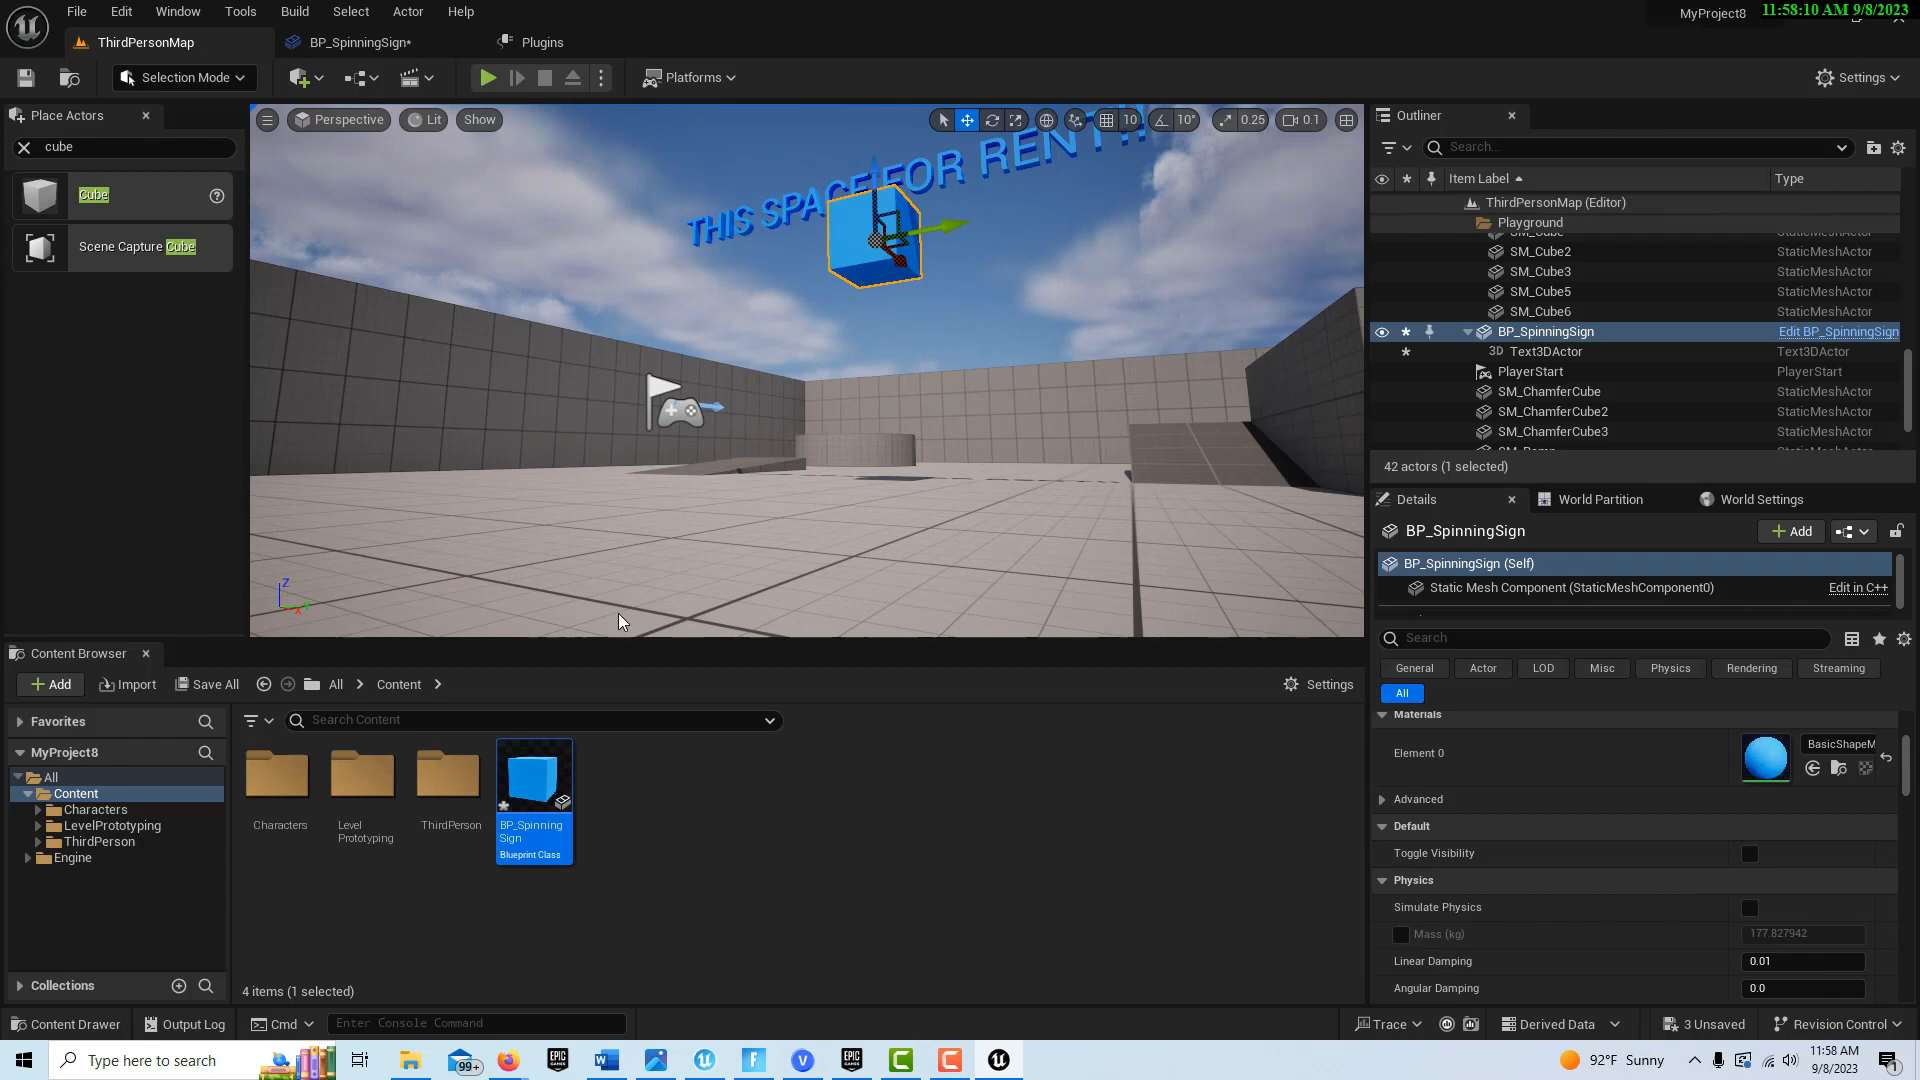 File Edit Window Tools Build Select Actor Help
MyProject8
11:58:10 AM 9/8/2023
ThirdPersonMap
BP_SpinningSign*
Plugins
Selection Mode
Platforms
Settings
Place Actors
cube
Cube
Scene Capture Cube
Perspective
Lit
Show
10
10°
0.25
0.1
THIS SPACE FOR RENT!!
Outliner
Search...
Item Label
Type
ThirdPersonMap (Editor)
Playground
SM_Cube
StaticMeshActor
SM_Cube2
StaticMeshActor
SM_Cube3
StaticMeshActor
SM_Cube5
StaticMeshActor
SM_Cube6
StaticMeshActor
BP_SpinningSign
Edit BP_SpinningSign
3D Text3DActor
Text3DActor
PlayerStart
PlayerStart
SM_ChamferCube
StaticMeshActor
SM_ChamferCube2
StaticMeshActor
SM_ChamferCube3
StaticMeshActor
42 actors (1 selected)
Details
World Partition
World Settings
BP_SpinningSign
Add
BP_SpinningSign (Self)
Static Mesh Component (StaticMeshComponent0)
Edit in C++
Search
General
Actor
LOD
Misc
Physics
Rendering
Streaming
All
Materials
Element 0
BasicShapeM
Advanced
Default
Toggle Visibility
Physics
Simulate Physics
Mass (kg)
177.827942
Linear Damping
0.01
Angular Damping
0.0
Z
X
Content Browser
Add
Import
Save All
All
Content
Settings
Favorites
MyProject8
All
Content
Characters
LevelPrototyping
ThirdPerson
Engine
Collections
Search Content
Characters
Level
Prototyping
ThirdPerson
BP_Spinning
Sign
Blueprint Class
4 items (1 selected)
Content Drawer
Output Log
Cmd
Enter Console Command
Trace
Derived Data
3 Unsaved
Revision Control
Type here to search
99+
92°F Sunny
11:58 AM
9/8/2023
1